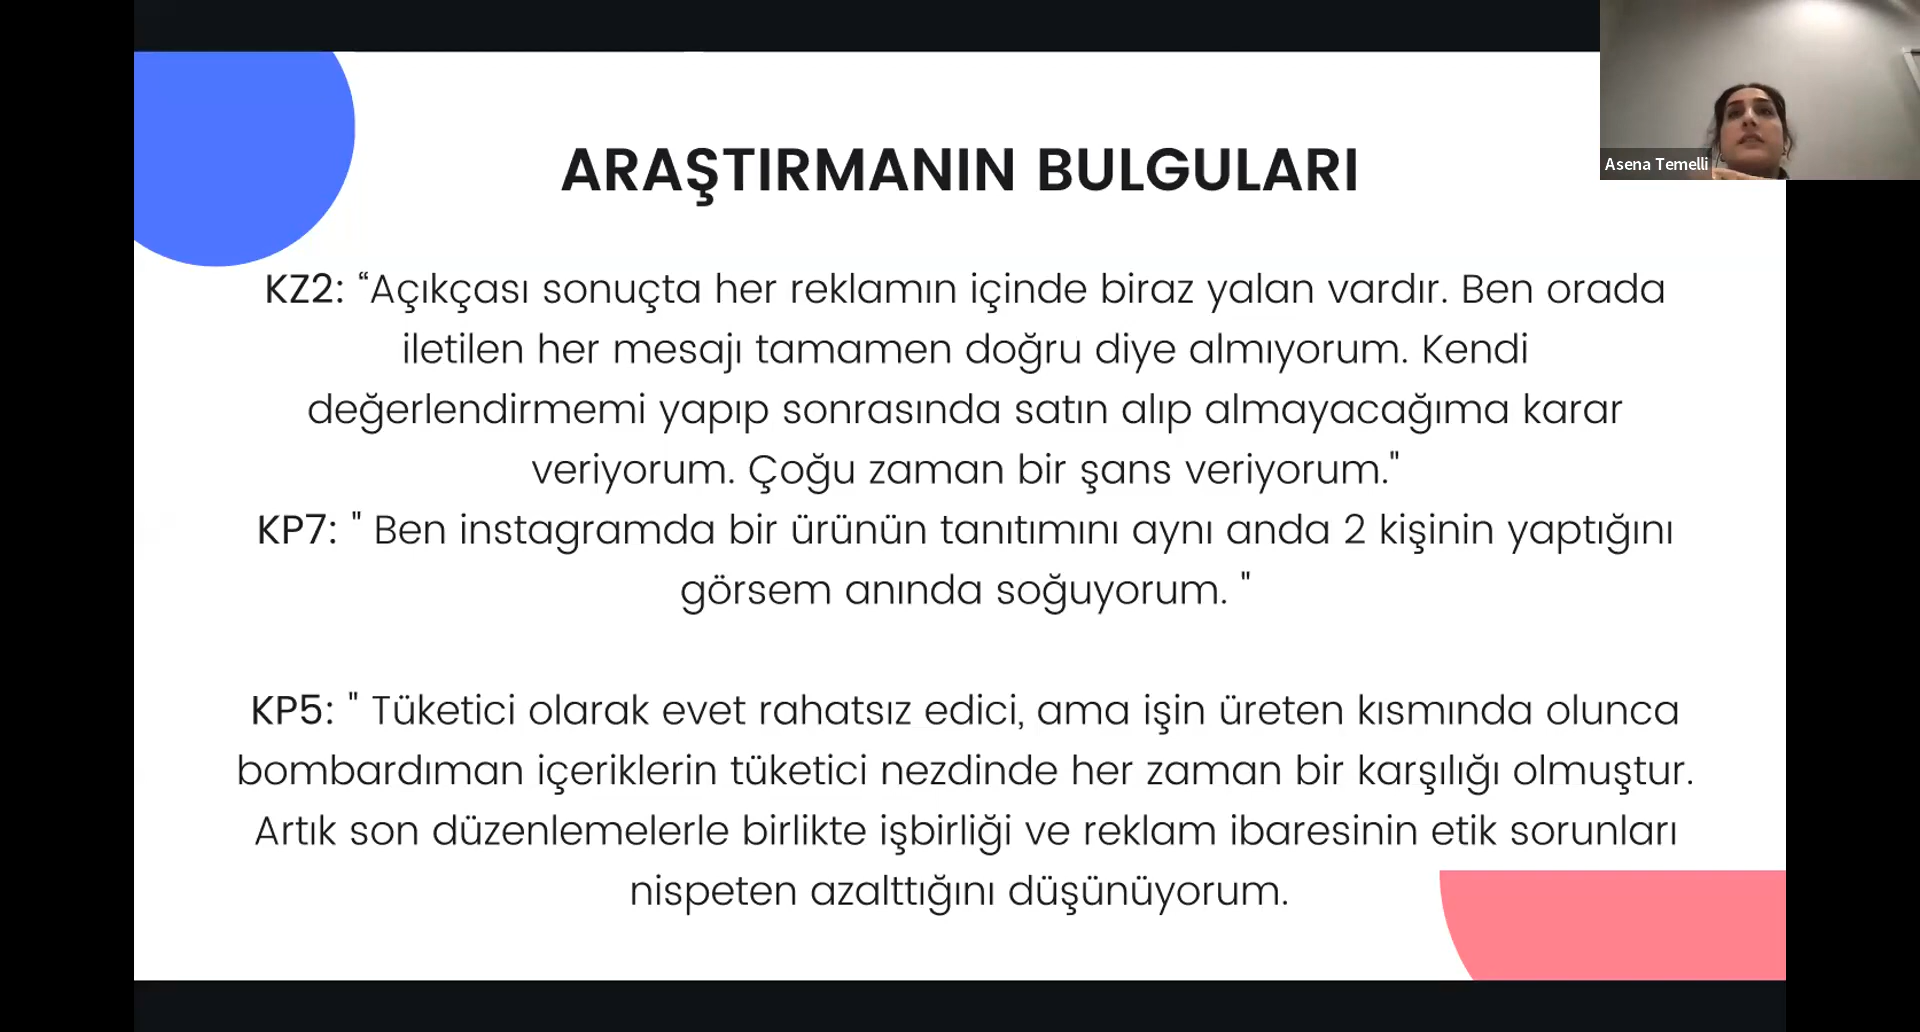 Asena Temelli
ARAŞTIRMANIN BULGULARI
KZ2: “Açıkçası sonuçta her reklamın içinde biraz yalan vardır. Ben orada
iletilen her mesajı tamamen doğru diye almıyorum. Kendi
değerlendirmemi yapıp sonrasında satın alıp almayacağıma karar
veriyorum. Çoğu zaman bir şans veriyorum."
KP7: " Ben instagramda bir ürünün tanıtımını aynı anda 2 kişinin yaptığını
görsem anında soğuyorum. "
KP5: " Tüketici olarak evet rahatsız edici, ama işin üreten kısmında olunca
bombardıman içeriklerin tüketici nezdinde her zaman bir karşılığı olmuştur.
Artık son düzenlemelerle birlikte işbirliği ve reklam ibaresinin etik sorunları
nispeten azalttığını düşünüyorum.